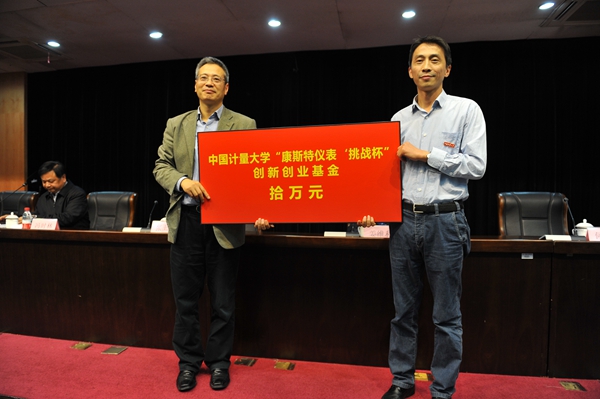 中国计量大学“康斯特仪表‘挑战杯”
创新创业基金
拾万元